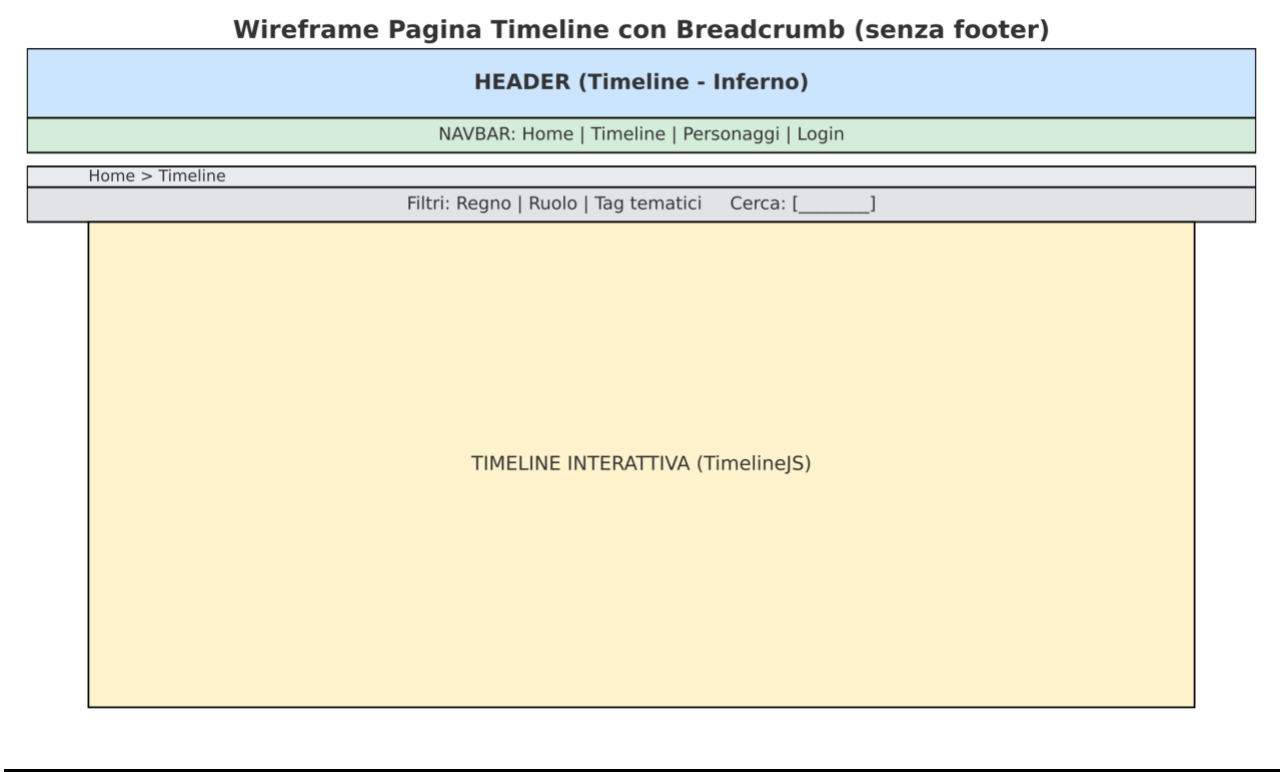 Wireframe Pagina Timeline con Breadcrumb (senza footer)
HEADER (Timeline - Inferno)
NAVBAR: Home | Timeline | Personaggi | Login
Home > Timeline
Filtri: Regno | Ruolo | Tag tematici Cerca: [________]
TIMELINE INTERATTIVA (TimelineJS)